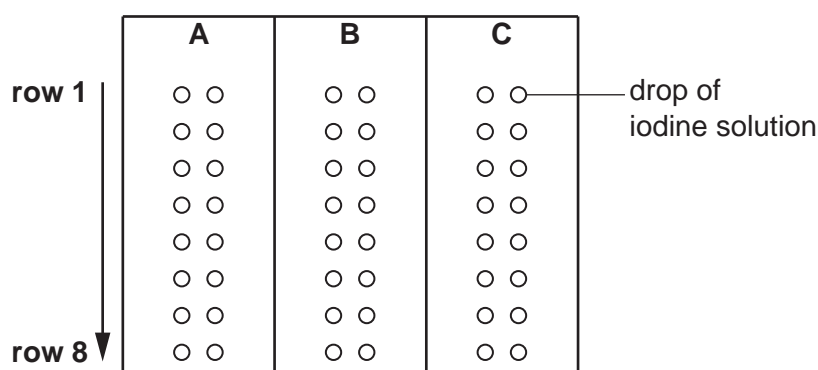 A B C
row 1
drop of
iodine solution
row 8